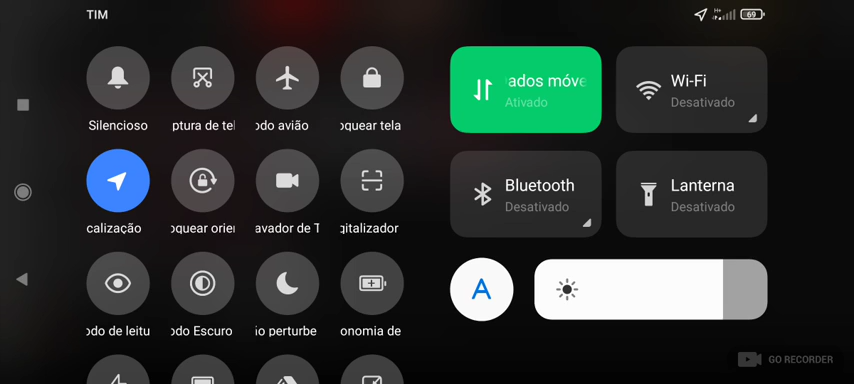 TIM
H+
69
Silencioso
ptura de tel
odo avião
oquear tela
ados móve
Ativado
Wi-Fi
Desativado
calização
oquear orier
avador de T
gitalizador
Bluetooth
Desativado
Lanterna
Desativado
odo de leitu
odo Escuro
io perturbe
onomia de
A
GO RECORDER